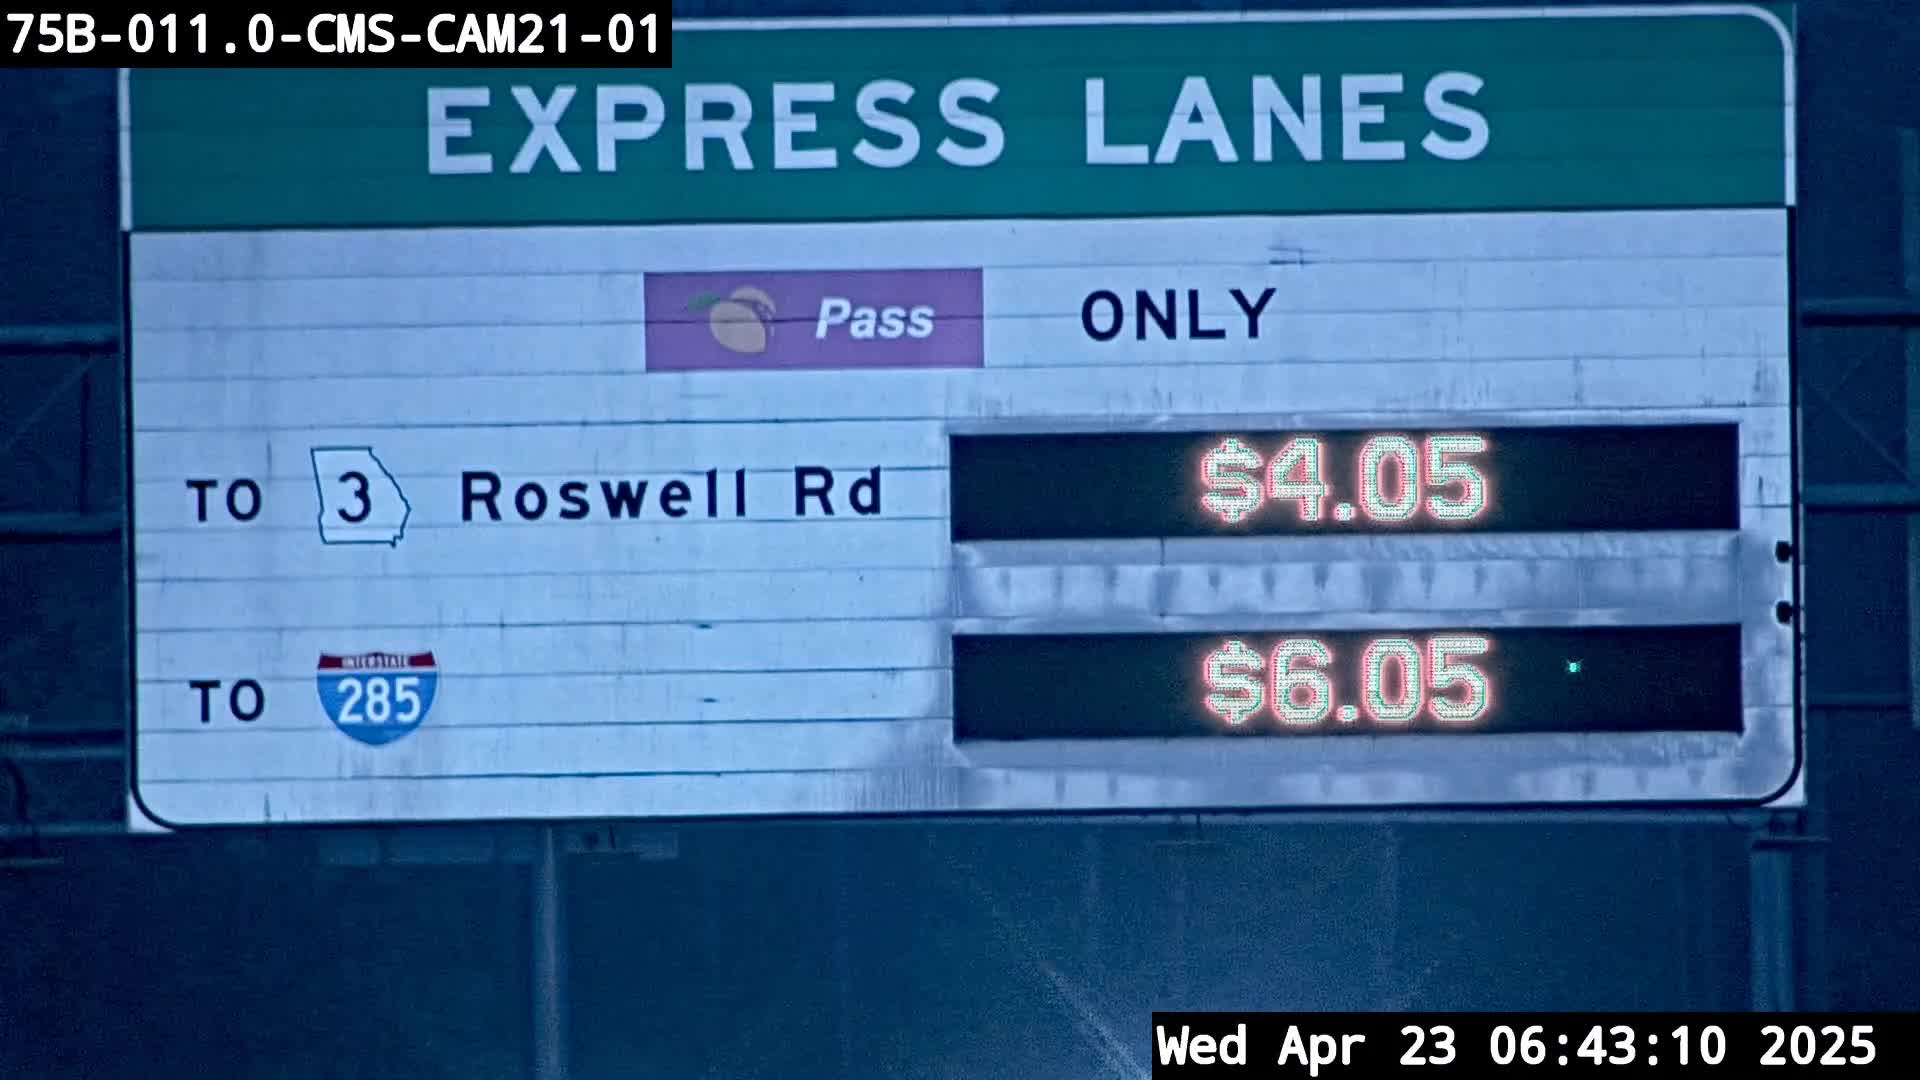 75B-011.0-CMS-CAM21-01
EXPRESS LANES
Pass ONLY
TO 3 Roswell Rd $4.05
INTERSTATE
TO 285 $6.05
Wed Apr 23 06:43:10 2025